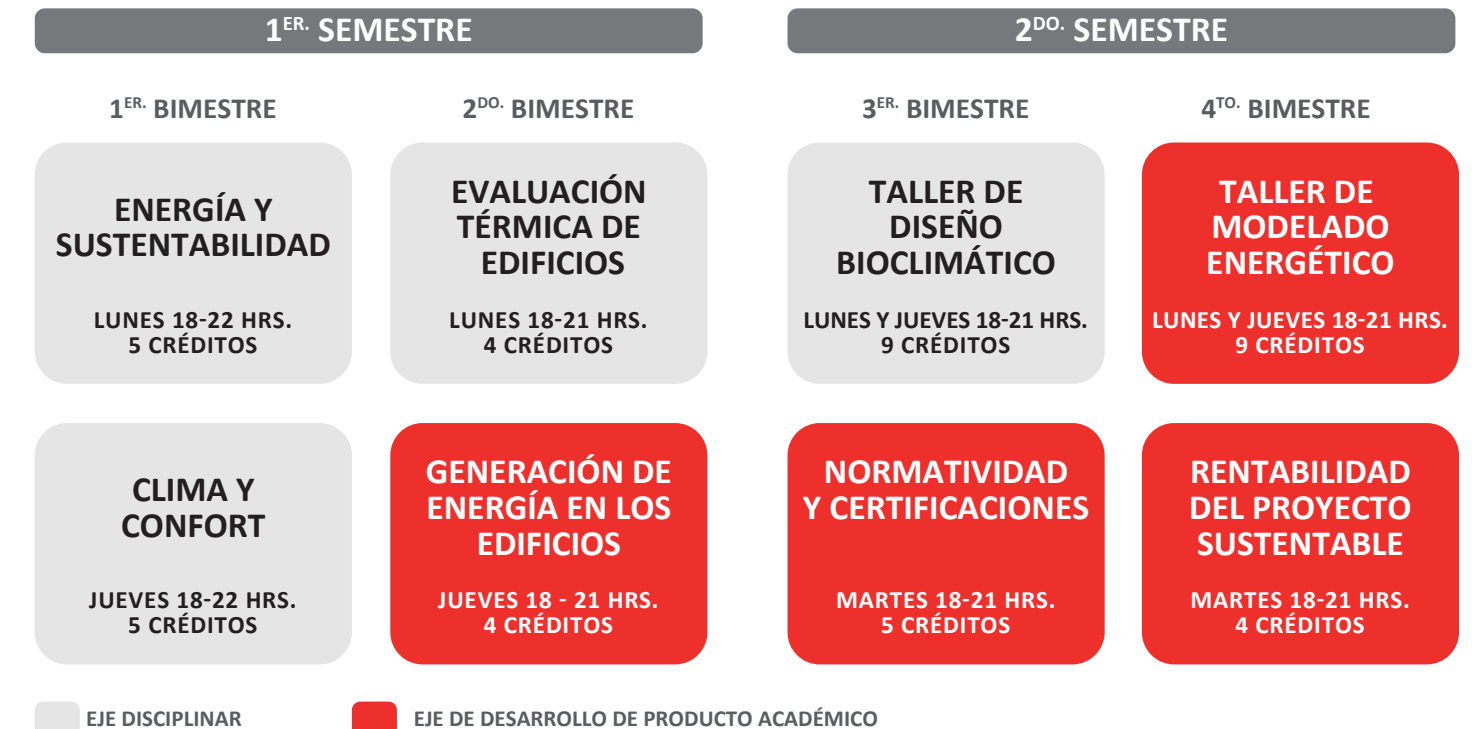 1ER. SEMESTRE
1ER. BIMESTRE
2DO. BIMESTRE
ENERGÍA Y
SUSTENTABILIDAD
LUNES 18-22 HRS.
5 CRÉDITOS
EVALUACIÓN
TÉRMICA DE
EDIFICIOS
LUNES 18-21 HRS.
4 CRÉDITOS
CLIMA Y
CONFORT
JUEVES 18-22 HRS.
5 CRÉDITOS
GENERACIÓN DE
ENERGÍA EN LOS
EDIFICIOS
JUEVES 18 - 21 HRS.
4 CRÉDITOS
2DO. SEMESTRE
3ER. BIMESTRE
4TO. BIMESTRE
TALLER DE
DISEÑO
BIOCLIMÁTICO
LUNES Y JUEVES 18-21 HRS.
9 CRÉDITOS
TALLER DE
MODELADO
ENERGÉTICO
LUNES Y JUEVES 18-21 HRS.
9 CRÉDITOS
NORMATIVIDAD
Y CERTIFICACIONES
MARTES 18-21 HRS.
5 CRÉDITOS
RENTABILIDAD
DEL PROYECTO
SUSTENTABLE
MARTES 18-21 HRS.
4 CRÉDITOS
EJE DISCIPLINAR
EJE DE DESARROLLO DE PRODUCTO ACADÉMICO